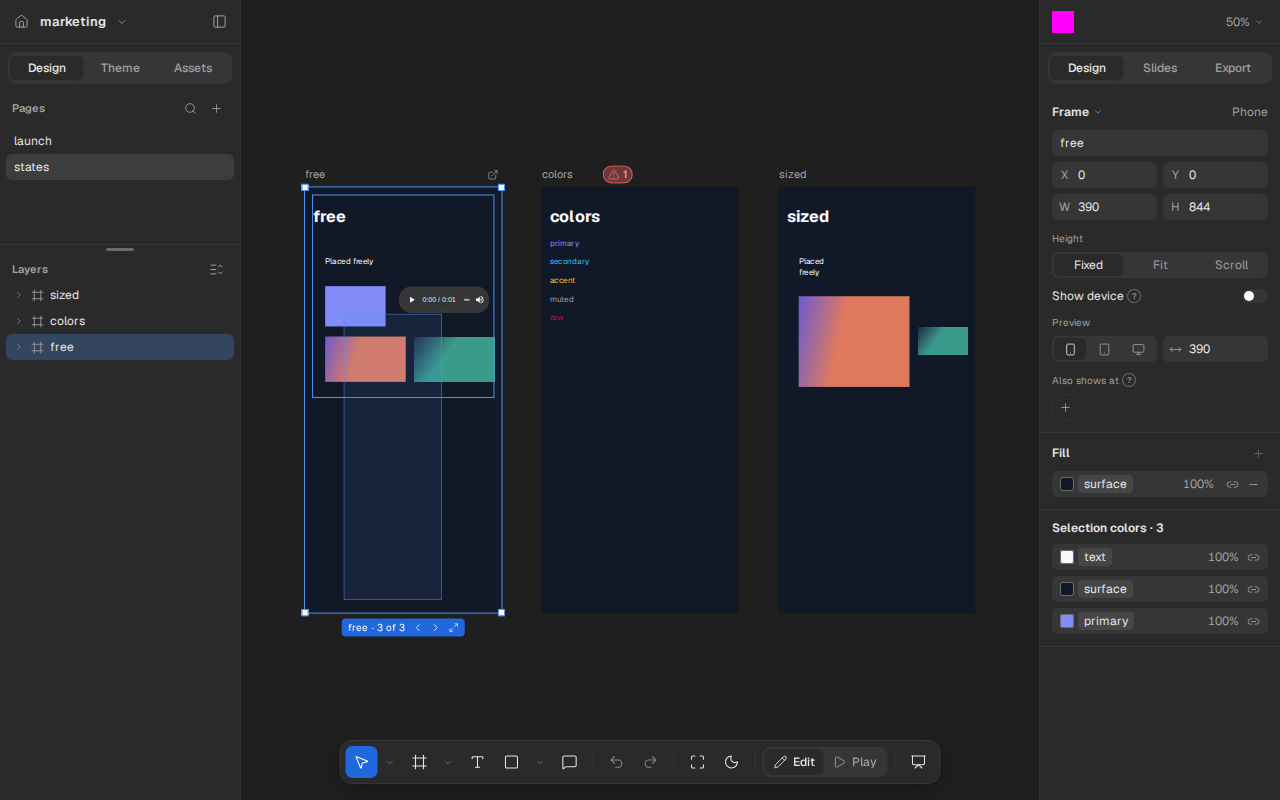 marketing
50%
Design
Theme
Assets
Design
Slides
Export
Pages
Frame
Phone
launch
free
states
X 0
Y 0
W 390
H 844
free
colors
1
sized
free
Placed freely
0:00 / 0:01
colors
primary
secondary
accent
muted
raw
sized
Placed
freely
free · 3 of 3
Layers
sized
colors
free
Height
Fixed
Fit
Scroll
Show device ?
Preview
390
Also shows at ?
Fill
surface 100%
Selection colors · 3
text 100%
surface 100%
primary 100%
Edit
Play